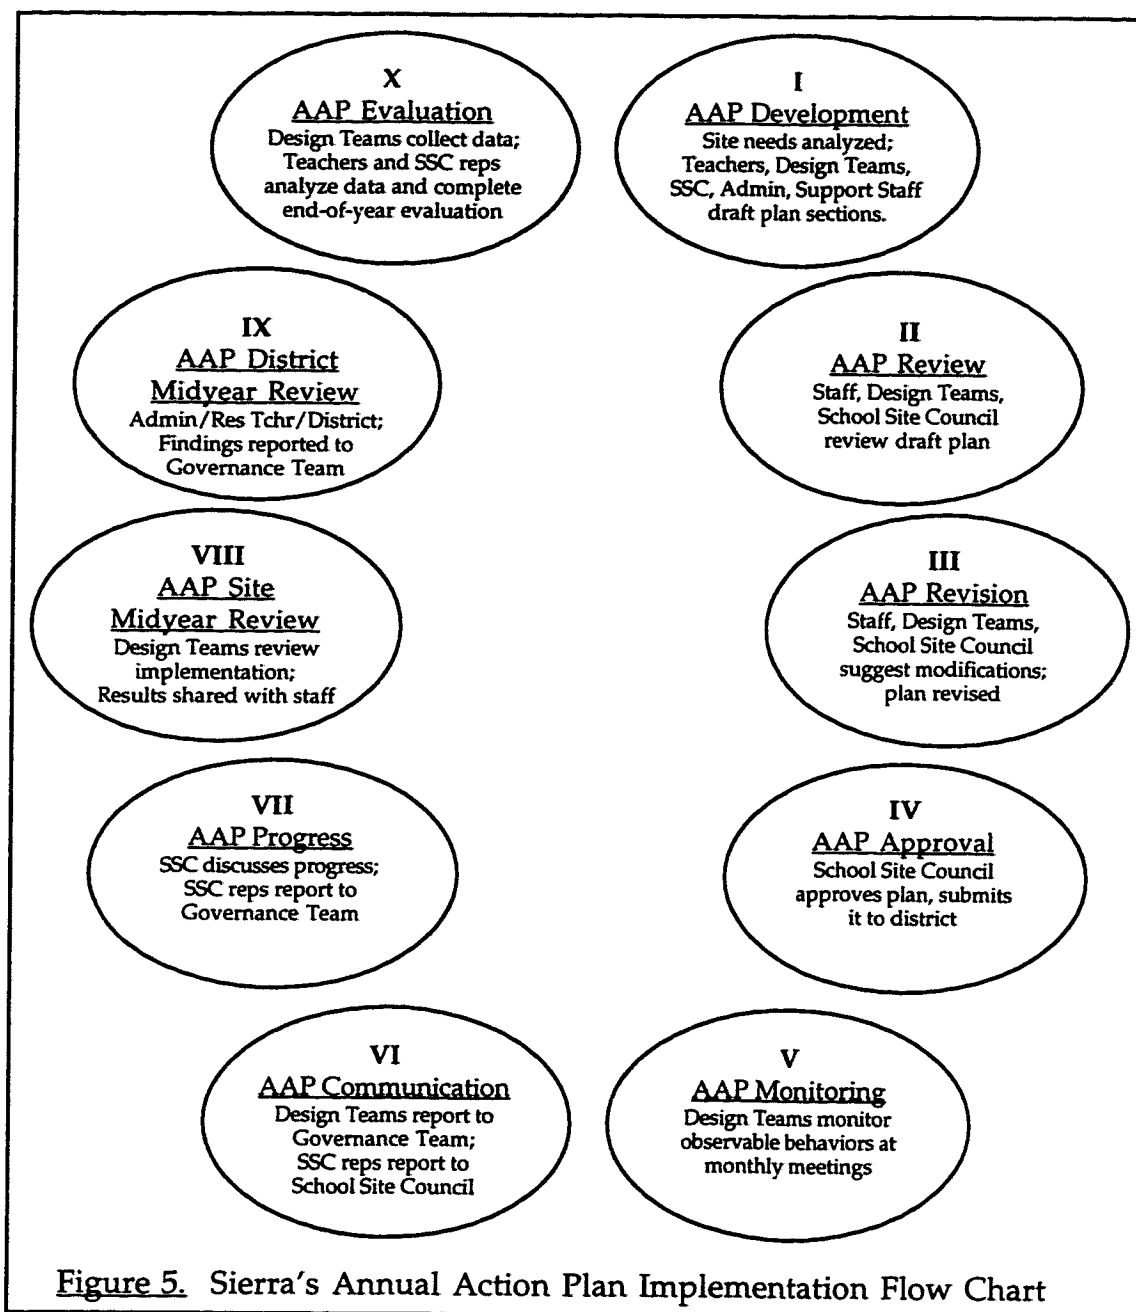 X
AAP Evaluation
Design Teams collect data;
Teachers and SSC reps
analyze data and complete
end-of-year evaluation
I
AAP Development
Site needs analyzed;
Teachers, Design Teams,
SSC, Admin, Support Staff
draft plan sections.
IX
AAP District
Midyear Review
Admin/Res Tchr/District;
Findings reported to
Governance Team
II
AAP Review
Staff, Design Teams,
School Site Council
review draft plan
VIII
AAP Site
Midyear Review
Design Teams review
implementation;
Results shared with staff
III
AAP Revision
Staff, Design Teams,
School Site Council
suggest modifications;
plan revised
VII
AAP Progress
SSC discusses progress;
SSC reps report to
Governance Team
IV
AAP Approval
School Site Council
approves plan, submits
it to district
VI
AAP Communication
Design Teams report to
Governance Team;
SSC reps report to
School Site Council
V
AAP Monitoring
Design Teams monitor
observable behaviors at
monthly meetings
Figure 5. Sierra's Annual Action Plan Implementation Flow Chart